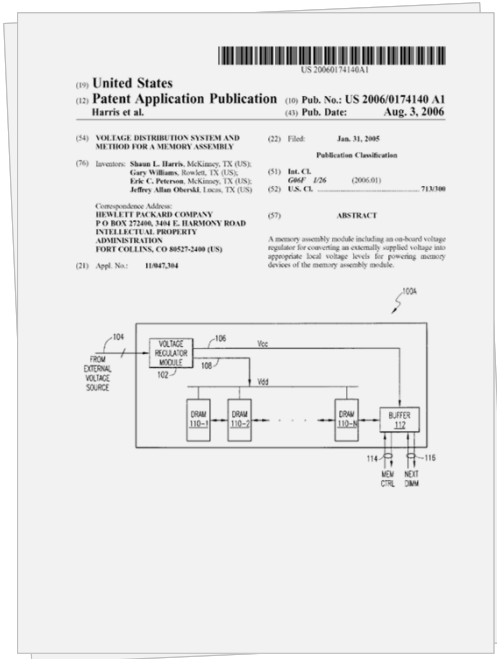 US 20060174140A1
(19) United States
(12) Patent Application Publication (10) Pub. No.: US 2006/0174140 A1
Harris et al. (43) Pub. Date: Aug. 3, 2006
(54) VOLTAGE DISTRIBUTION SYSTEM AND
METHOD FOR A MEMORY ASSEMBLY
(76) Inventors: Shaun L. Harris, McKinney, TX (US);
Gary Williams, Rowlett, TX (US);
Eric C. Peterson, McKinney, TX (US);
Jeffrey Allan Oberski, Lucas, TX (US)
Correspondence Address:
HEWLETT PACKARD COMPANY
P O BOX 272400, 3404 E. HARMONY ROAD
INTELLECTUAL PROPERTY
ADMINISTRATION
FORT COLLINS, CO 80527-2400 (US)
(21) Appl. No.: 11/047,304
(22) Filed: Jan. 31, 2005
Publication Classification
(51) Int. Cl.
G06F 1/26 (2006.01)
(52) U.S. Cl. 713/300
(57) ABSTRACT
A memory assembly module including an on-board voltage
regulator for converting an externally supplied voltage into
appropriate local voltage levels for powering memory
devices of the memory assembly module.
100A
104
FROM
EXTERNAL
VOLTAGE
SOURCE
VOLTAGE
REGULATOR
MODULE
102
106
108
Vcc
Vdd
DRAM
110-1
DRAM
110-2
DRAM
110-N
BUFFER
112
114
116
MEM
CTRL
NEXT
DIMM